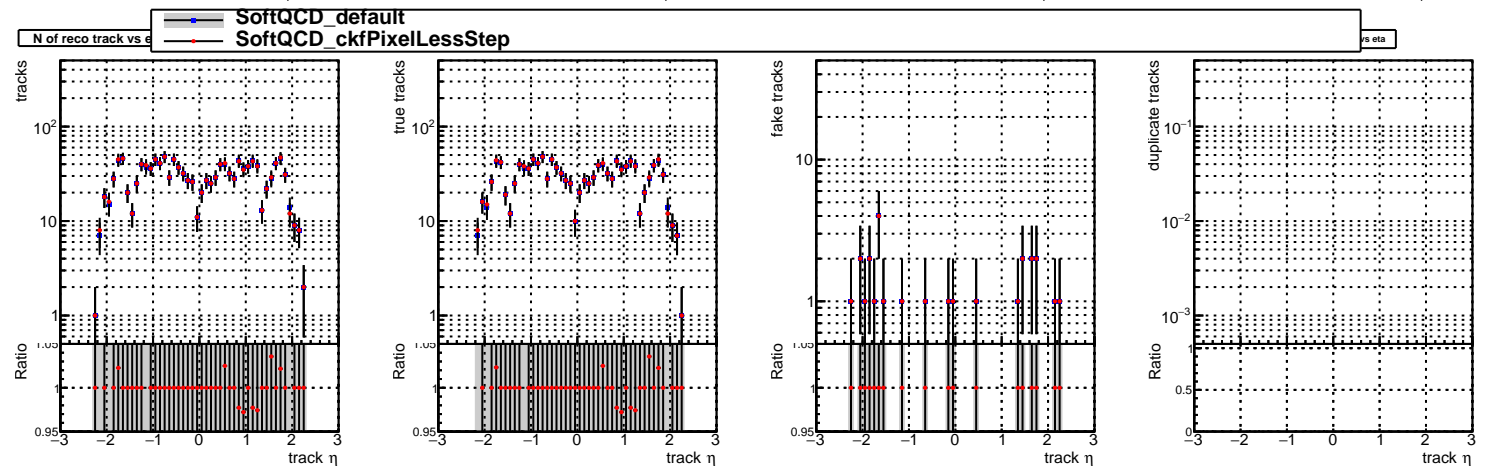 SoftQCD_default
SoftQCD_ckfPixelLessStep
N of reco track vs e
vs eta
tracks
10²
10
1
Ratio
1.05
1
0.95
−3 −2 −1 0 1 2 3
track η
true tracks
10²
10
1
Ratio
1.05
1
0.95
−3 −2 −1 0 1 2 3
track η
fake tracks
10
1
Ratio
1.05
1
0.95
−3 −2 −1 0 1 2 3
track η
duplicate tracks
10⁻¹
10⁻²
10⁻³
Ratio
1
0.5
0
−3 −2 −1 0 1 2 3
track η